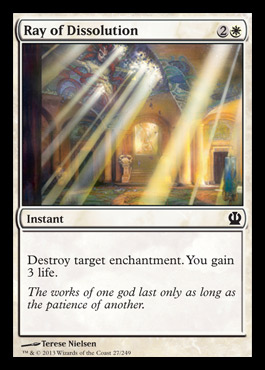 Ray of Dissolution 2
Instant
Destroy target enchantment. You gain
3 life.
The works of one god last only as long as
the patience of another.
Terese Nielsen
™ & © 2013 Wizards of the Coast 27/249